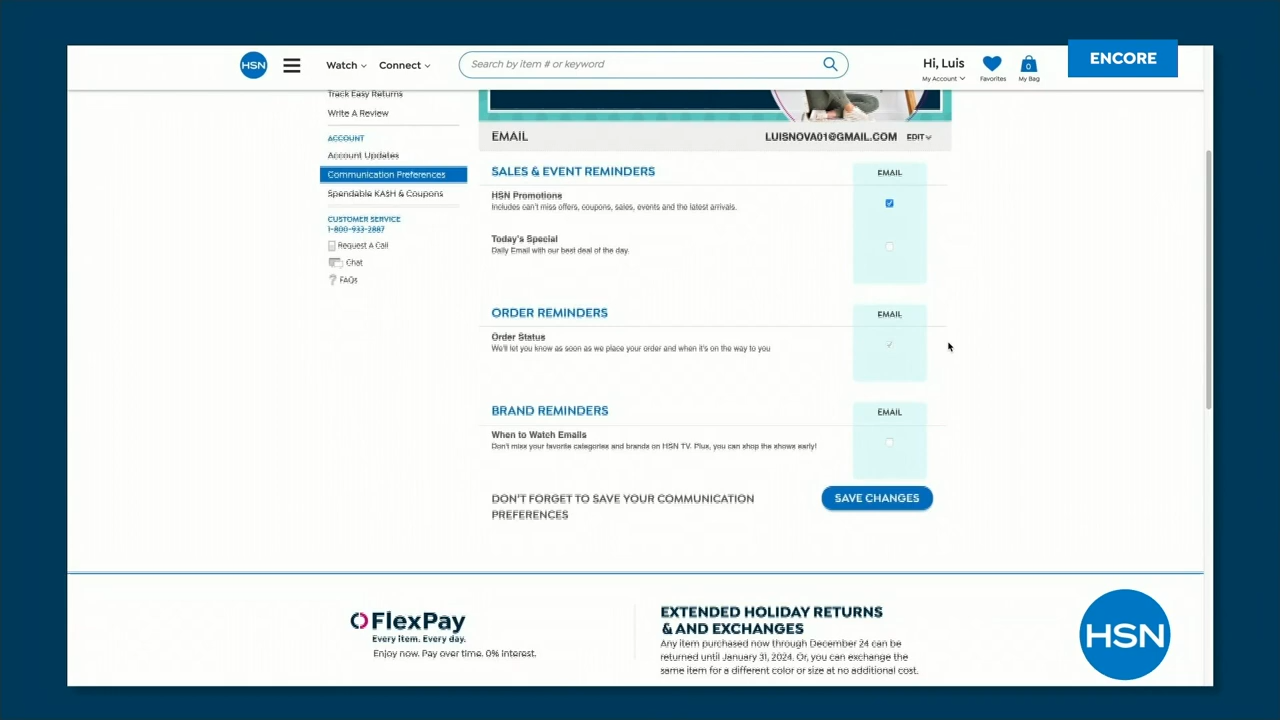 ENCORE
HSN
Watch
Connect
Search by item # or keyword
Hi, Luis
My Account
Favorites
0
My Bag
Track Easy Returns
Write A Review
ACCOUNT
Account Updates
Communication Preferences
Spendable KA$H & Coupons
CUSTOMER SERVICE
1-800-933-2887
Request A Call
Chat
FAQs
EMAIL
LUISNOVA01@GMAIL.COM
EDIT
SALES & EVENT REMINDERS
EMAIL
HSN Promotions
Includes can't miss offers, coupons, sales, events and the latest arrivals.
Today's Special
Daily Email with our best deal of the day.
ORDER REMINDERS
EMAIL
Order Status
We'll let you know as soon as we place your order and when it's on the way to you
BRAND REMINDERS
EMAIL
When to Watch Emails
Don't miss your favorite categories and brands on HSN TV. Plus, you can shop the shows early!
DON'T FORGET TO SAVE YOUR COMMUNICATION
PREFERENCES
SAVE CHANGES
FlexPay
Every item. Every day.
Enjoy now. Pay over time. 0% interest.
EXTENDED HOLIDAY RETURNS
& AND EXCHANGES
Any item purchased now through December 24 can be
returned until January 31, 2024. Or, you can exchange the
same item for a different color or size at no additional cost.
HSN